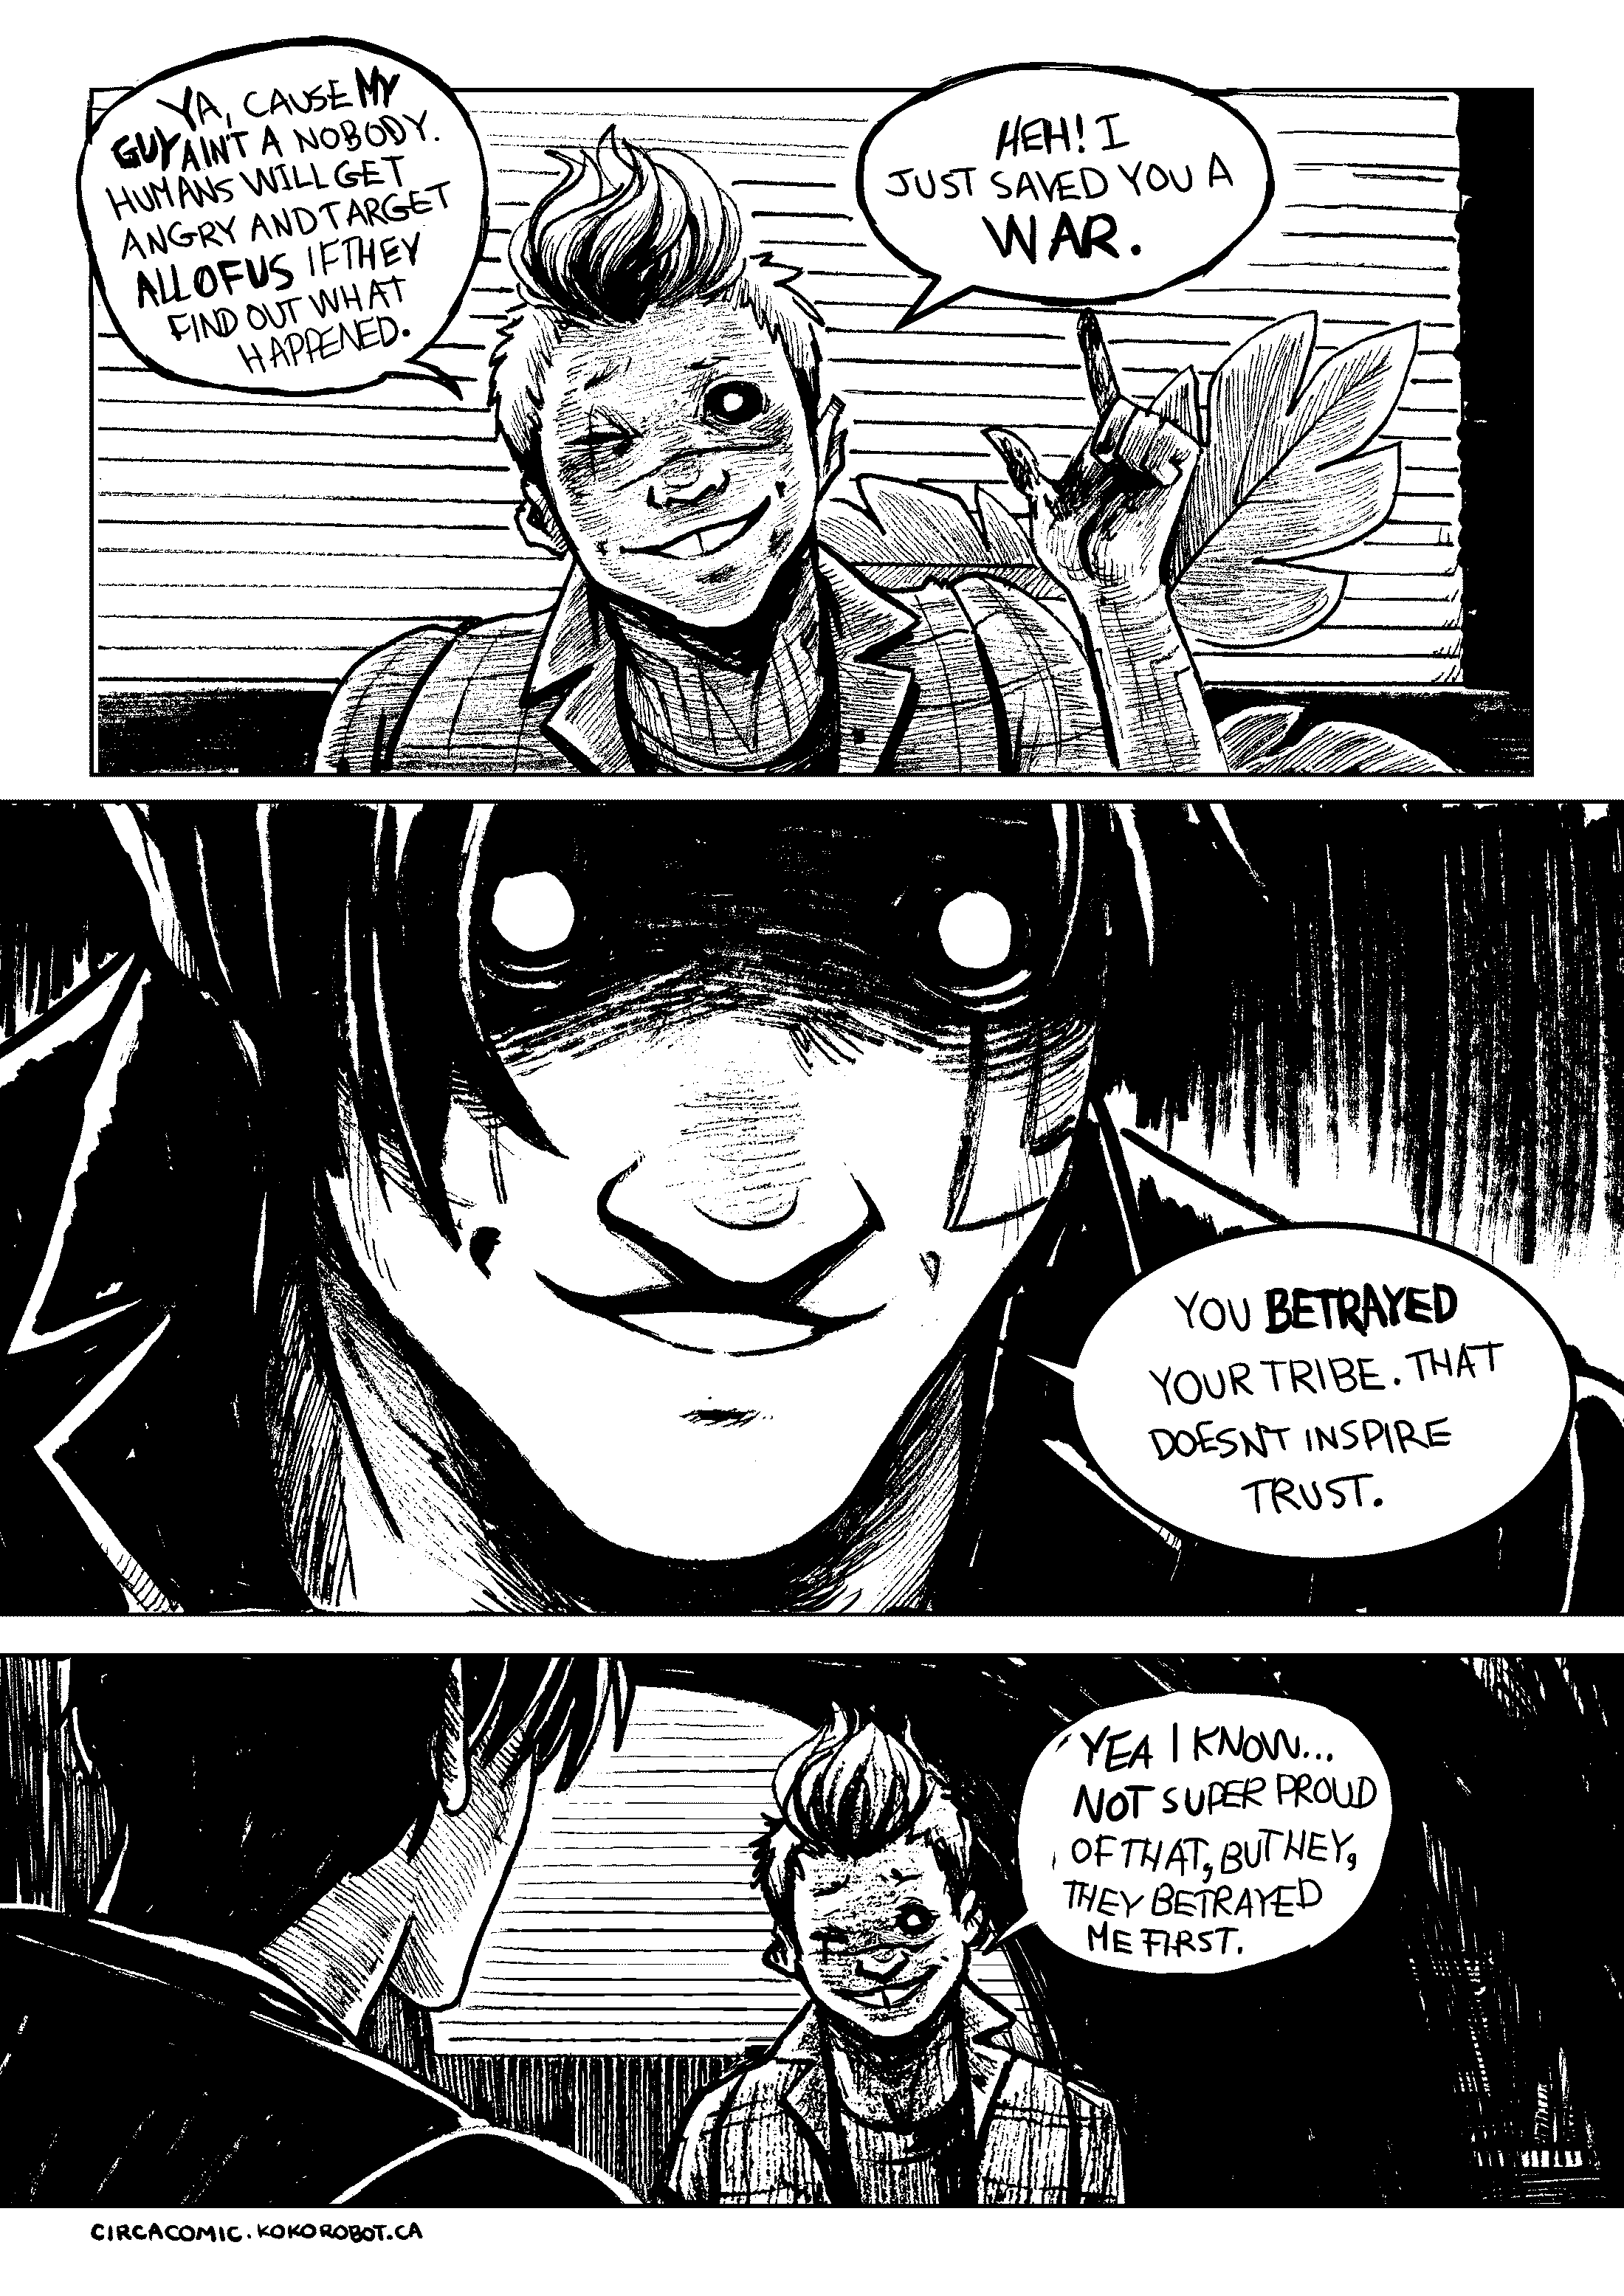 YA, CAUSE MY
GUY AIN'T A NOBODY.
HUMANS WILL GET
ANGRY AND TARGET
ALL OF US IF THEY
FIND OUT WHAT
HAPPENED.
HEH! I
JUST SAVED YOU A
WAR.
YOU BETRAYED
YOUR TRIBE. THAT
DOESN'T INSPIRE
TRUST.
YEA I KNOW...
NOT SUPER PROUD
OF THAT, BUT HEY,
THEY BETRAYED
ME FIRST.
CIRCACOMIC.KOKOROBOT.CA